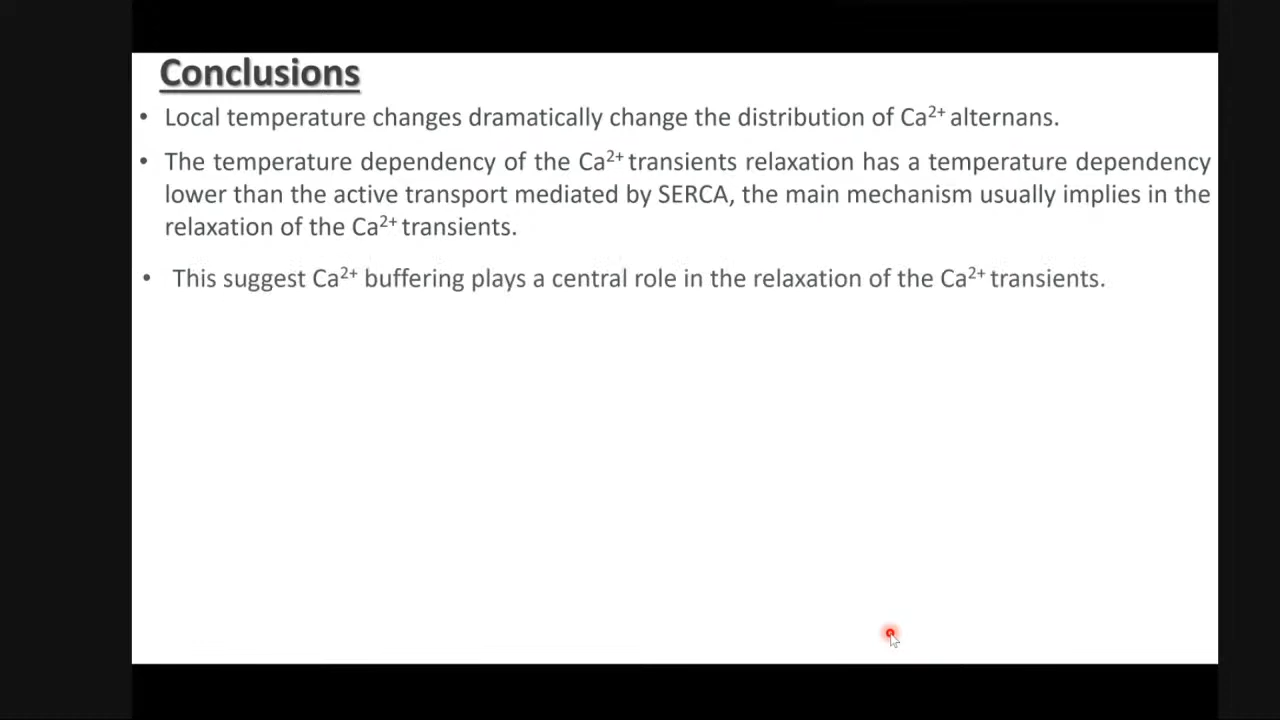 Conclusions
• Local temperature changes dramatically change the distribution of Ca²⁺ alternans.
• The temperature dependency of the Ca²⁺ transients relaxation has a temperature dependency
lower than the active transport mediated by SERCA, the main mechanism usually implies in the
relaxation of the Ca²⁺ transients.
• This suggest Ca²⁺ buffering plays a central role in the relaxation of the Ca²⁺ transients.